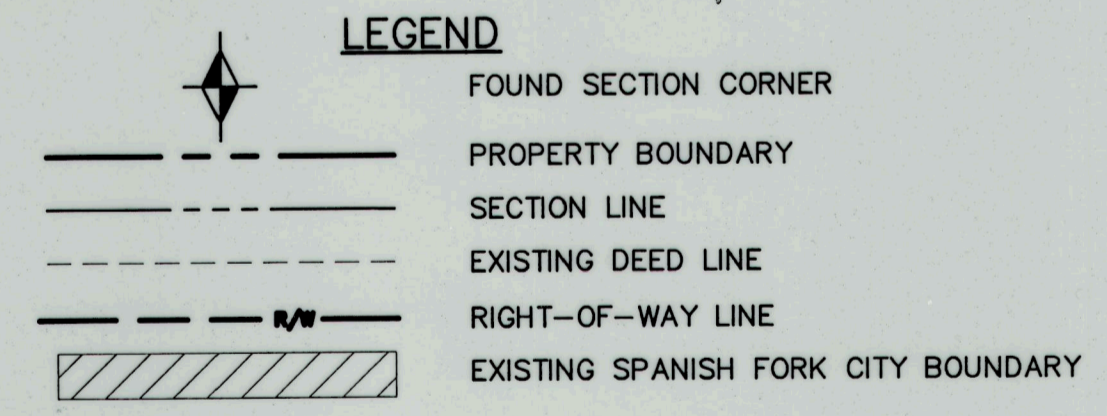 LEGEND
FOUND SECTION CORNER
PROPERTY BOUNDARY
SECTION LINE
EXISTING DEED LINE
R/W RIGHT-OF-WAY LINE
EXISTING SPANISH FORK CITY BOUNDARY